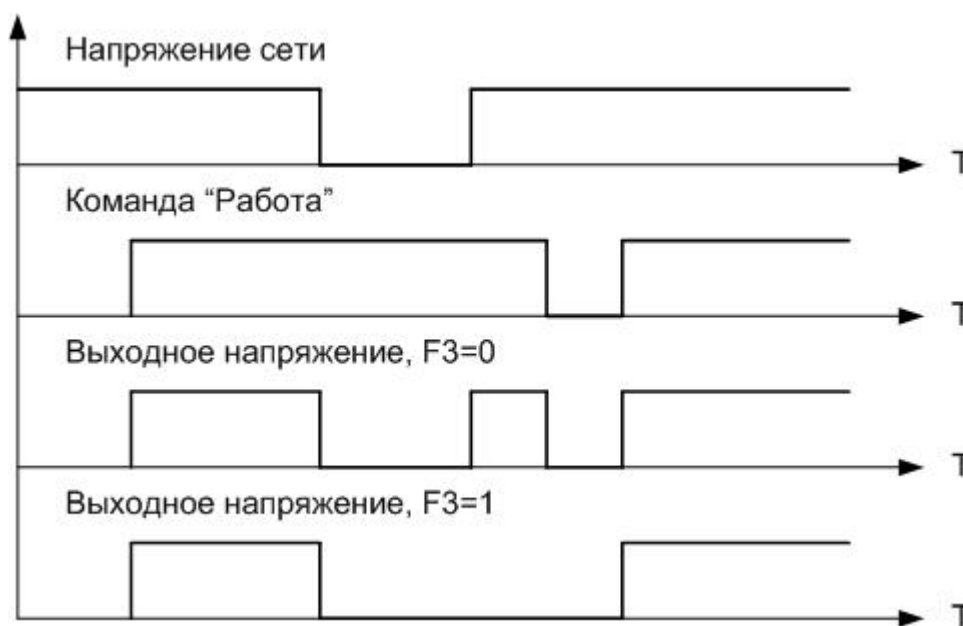 Напряжение сети
T
Команда “Работа”
T
Выходное напряжение, F3=0
T
Выходное напряжение, F3=1
T